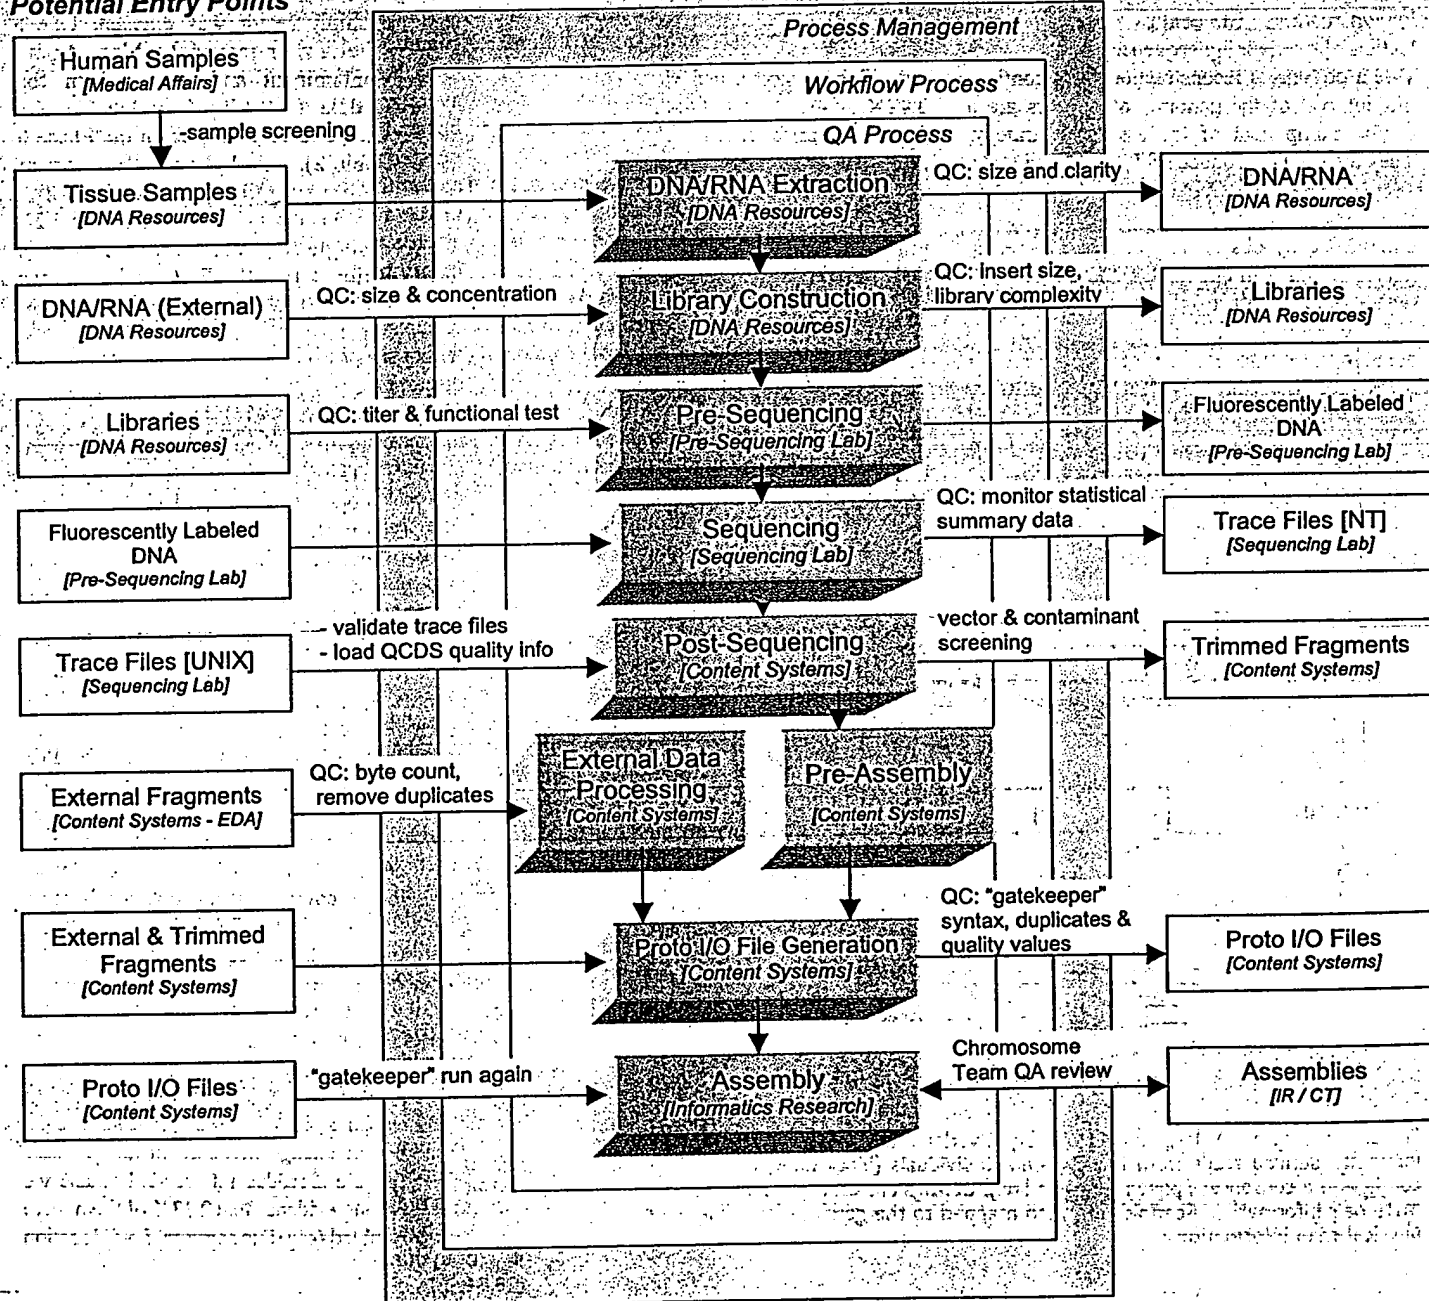 Potential Entry Points
Process Management
Workflow Process
QA Process
Human Samples
[Medical Affairs]
-sample screening
Tissue Samples
[DNA Resources]
DNA/RNA Extraction
[DNA Resources]
QC: size and clarity
DNA/RNA
[DNA Resources]
DNA/RNA (External)
[DNA Resources]
QC: size & concentration
Library Construction
[DNA Resources]
QC: Insert size,
library complexity
Libraries
[DNA Resources]
Libraries
[DNA Resources]
QC: titer & functional test
Pre-Sequencing
[Pre-Sequencing Lab]
Fluorescently Labeled
DNA
[Pre-Sequencing Lab]
Fluorescently Labeled
DNA
[Pre-Sequencing Lab]
Sequencing
[Sequencing Lab]
QC: monitor statistical
summary data
Trace Files [NT]
[Sequencing Lab]
Trace Files [UNIX]
[Sequencing Lab]
- validate trace files
- load QCDS quality info
Post-Sequencing
[Content Systems]
-vector & contaminant
screening
Trimmed Fragments
[Content Systems]
External Fragments
[Content Systems - EDA]
QC: byte count,
remove duplicates
External Data
Processing
[Content Systems]
Pre-Assembly
[Content Systems]
External & Trimmed
Fragments
[Content Systems]
Proto I/O File Generation
[Content Systems]
QC: "gatekeeper"
syntax, duplicates &
quality values
Proto I/O Files
[Content Systems]
Proto I/O Files
[Content Systems]
"gatekeeper" run again
Assembly
[Informatics Research]
Chromosome
Team QA review
Assemblies
[IR / CT]